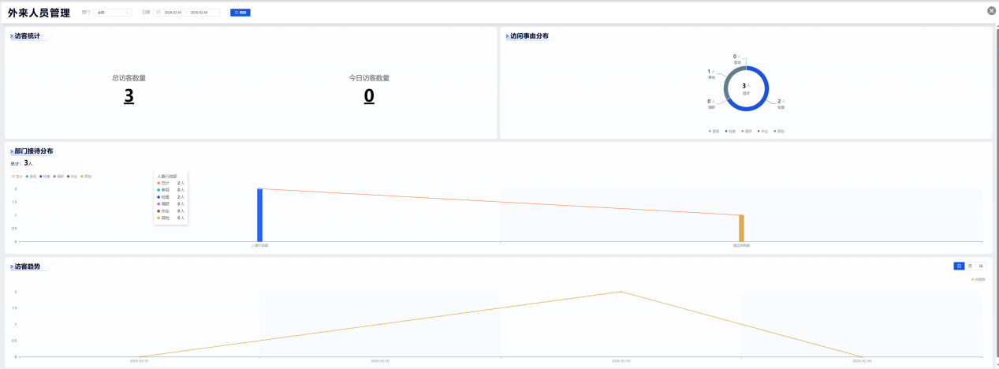 外来人员管理 部门 全部 日期 2026-02-01 - 2026-02-04 查询
> 访客统计
总访客数量
3
今日访客数量
0
> 访问事由分布
0 人
参观
1 人
其他
3 人
总计
0 人
调研
2 人
检查
参观 检查 调研 作业 其他
> 部门接待分布
总计： 3人
总计 参观 检查 调研 作业 其他
人事行政部
总计 2 人
参观 0 人
检查 2 人
调研 0 人
作业 0 人
其他 0 人
2
1.5
1
0.5
0
人事行政部
> 访客趋势
日 月 年
访客数
2
1.5
1
0.5
0
2026-02-01 2026-02-02 2026-02-03 2026-02-04